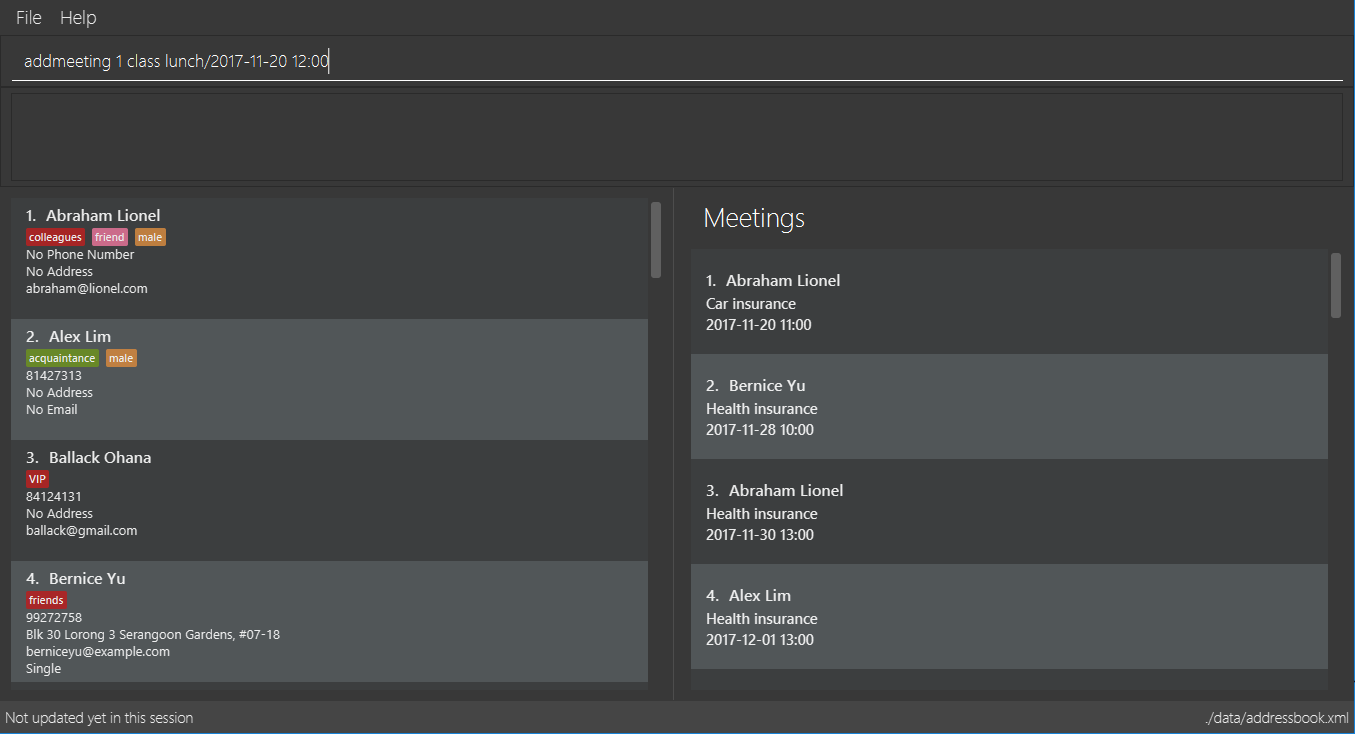 File Help
addmeeting 1 class lunch/2017-11-20 12:00
1. Abraham Lionel
colleagues friend male
No Phone Number
No Address
abraham@lionel.com
2. Alex Lim
acquaintance male
81427313
No Address
No Email
3. Ballack Ohana
VIP
84124131
No Address
ballack@gmail.com
4. Bernice Yu
friends
99272758
Blk 30 Lorong 3 Serangoon Gardens, #07-18
berniceyu@example.com
Single
Meetings
1. Abraham Lionel
Car insurance
2017-11-20 11:00
2. Bernice Yu
Health insurance
2017-11-28 10:00
3. Abraham Lionel
Health insurance
2017-11-30 13:00
4. Alex Lim
Health insurance
2017-12-01 13:00
Not updated yet in this session
./data/addressbook.xml